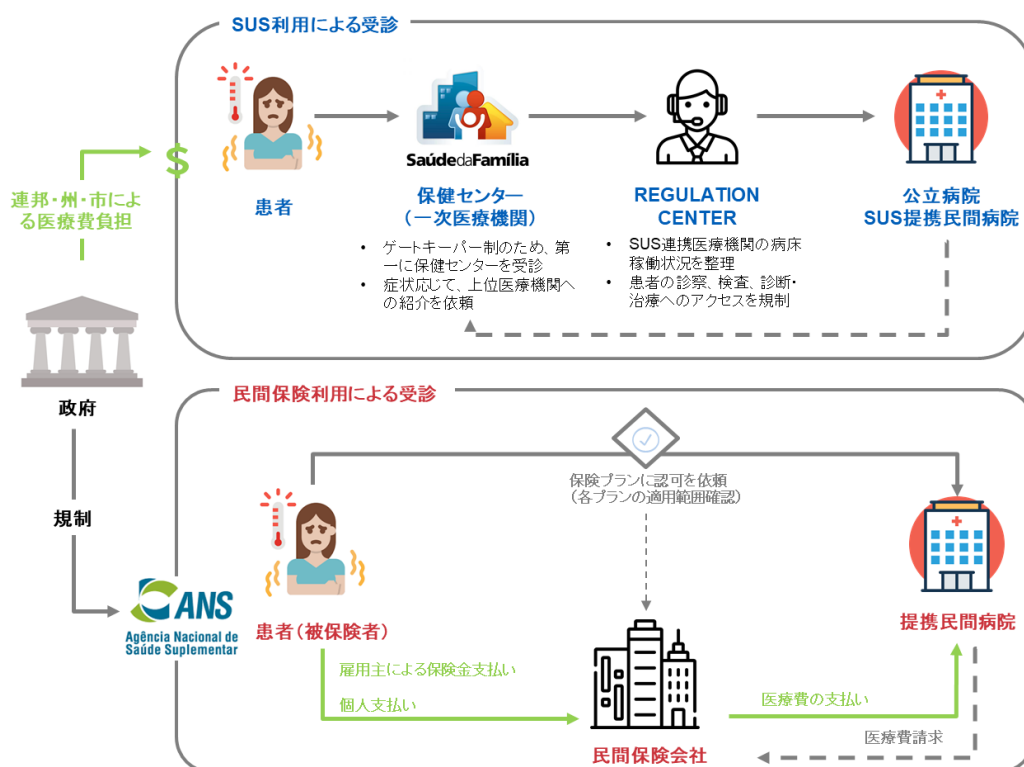 SUS利用による受診
$
連邦・州・市によ
る医療費負担
患者
SaúdedaFamília
保健センター
（一次医療機関）
• ゲートキーパー制のため、第
一に保健センターを受診
• 症状応じて、上位医療機関へ
の紹介を依頼
REGULATION
CENTER
• SUS連携医療機関の病床
稼働状況を整理
• 患者の診察、検査、診断・
治療へのアクセスを規制
公立病院
SUS提携民間病院
政府
規制
ANS
Agência Nacional de
Saúde Suplementar
民間保険利用による受診
保険プランに認可を依頼
（各プランの適用範囲確認）
患者（被保険者）
提携民間病院
雇用主による保険金支払い
個人支払い
医療費の支払い
医療費請求
民間保険会社